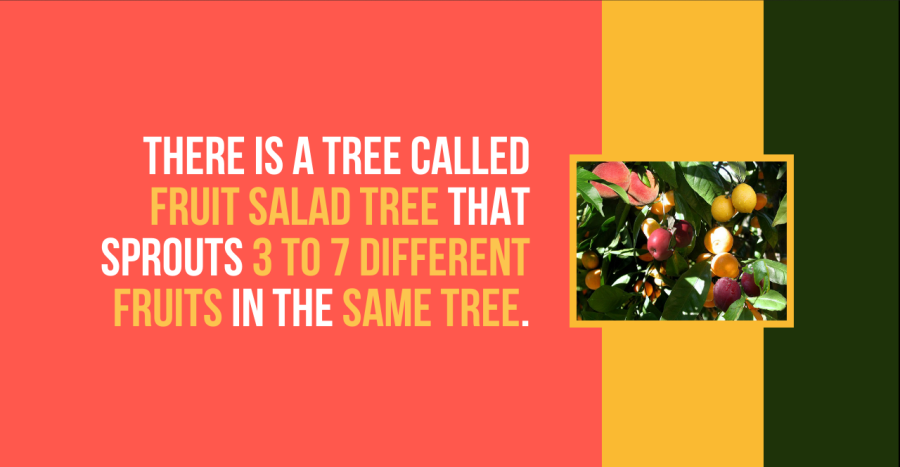 THERE IS A TREE CALLED
FRUIT SALAD TREE THAT
SPROUTS 3 TO 7 DIFFERENT
FRUITS IN THE SAME TREE.